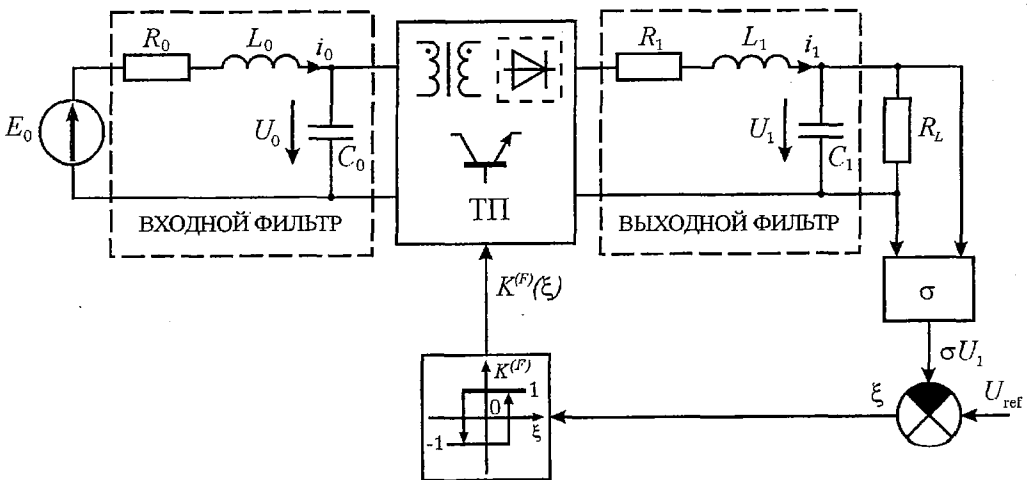 R₀ L₀ i₀ R₁ L₁ i₁
E₀ U₀ C₀ U₁ C₁ R_L
ТП
ВХОДНОЙ ФИЛЬТР ВЫХОДНОЙ ФИЛЬТР
K⁽ᶠ⁾(ξ) σ
σU₁
K⁽ᶠ⁾
1
0
-1 ξ
ξ U_ref